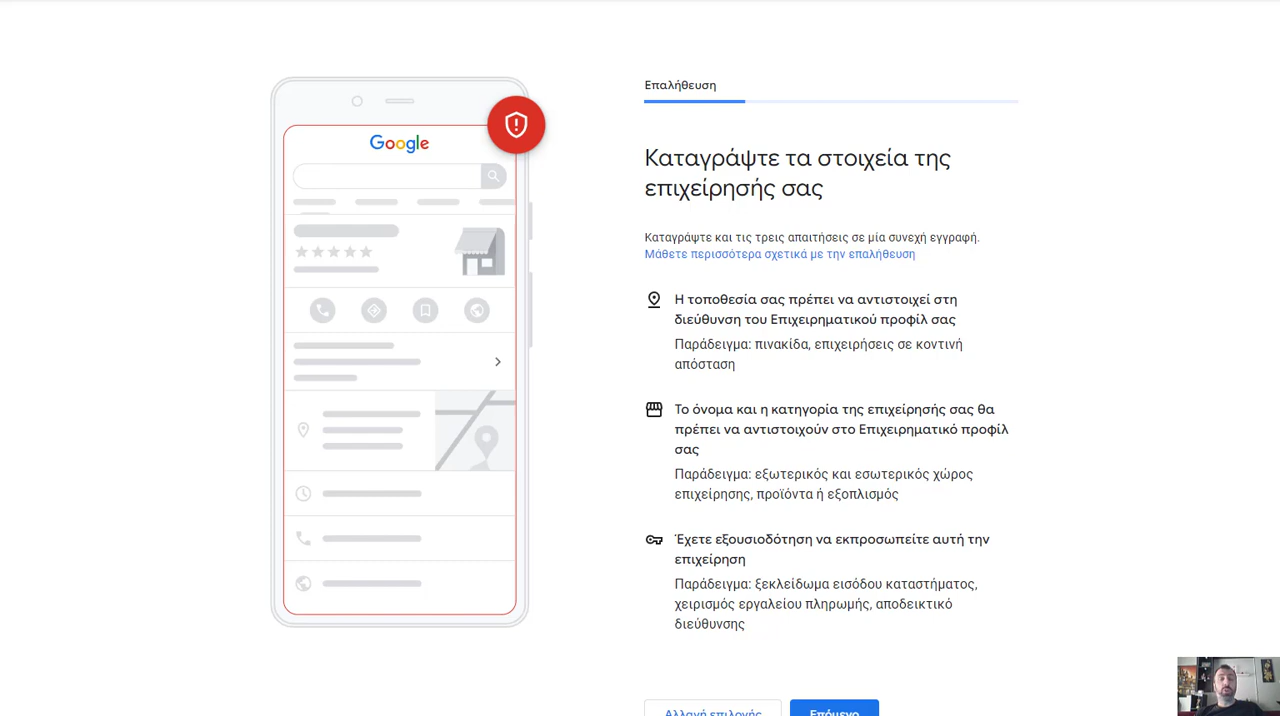 Google
Επαλήθευση
Καταγράψτε τα στοιχεία της
επιχείρησής σας
Καταγράψτε και τις τρεις απαιτήσεις σε μία συνεχή εγγραφή.
Μάθετε περισσότερα σχετικά με την επαλήθευση
Η τοποθεσία σας πρέπει να αντιστοιχεί στη
διεύθυνση του Επιχειρηματικού προφίλ σας
Παράδειγμα: πινακίδα, επιχειρήσεις σε κοντινή
απόσταση
Το όνομα και η κατηγορία της επιχείρησής σας θα
πρέπει να αντιστοιχούν στο Επιχειρηματικό προφίλ
σας
Παράδειγμα: εξωτερικός και εσωτερικός χώρος
επιχείρησης, προϊόντα ή εξοπλισμός
Έχετε εξουσιοδότηση να εκπροσωπείτε αυτή την
επιχείρηση
Παράδειγμα: ξεκλείδωμα εισόδου καταστήματος,
χειρισμός εργαλείου πληρωμής, αποδεικτικό
διεύθυνσης
Αλλαγή επιλογής
Επόμενο